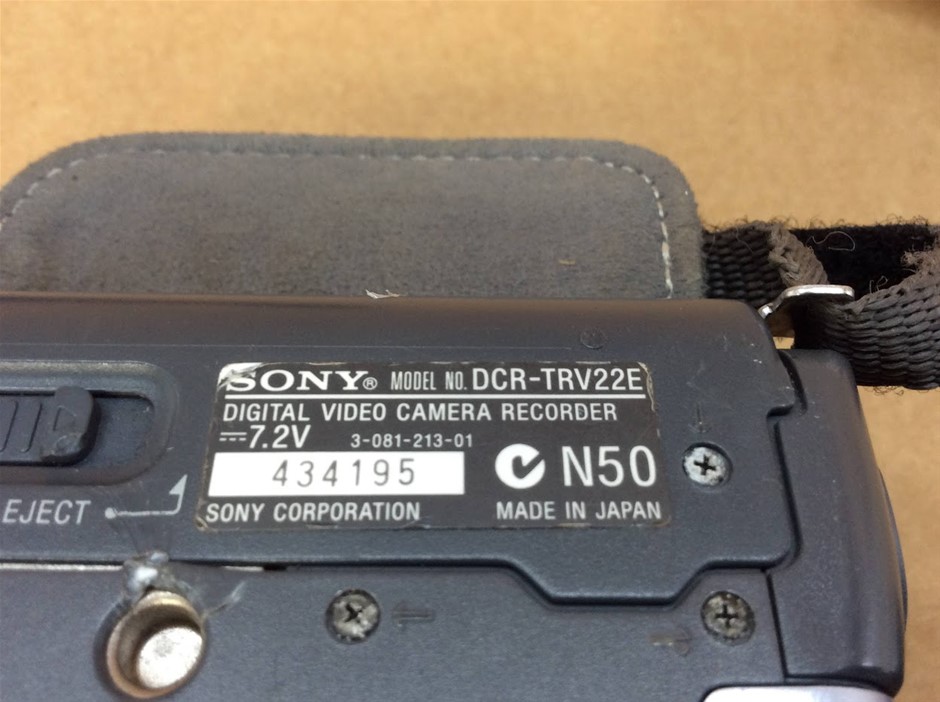 SONY® MODEL NO. DCR-TRV22E
DIGITAL VIDEO CAMERA RECORDER
7.2V 3-081-213-01
434195 N50
SONY CORPORATION MADE IN JAPAN
EJECT